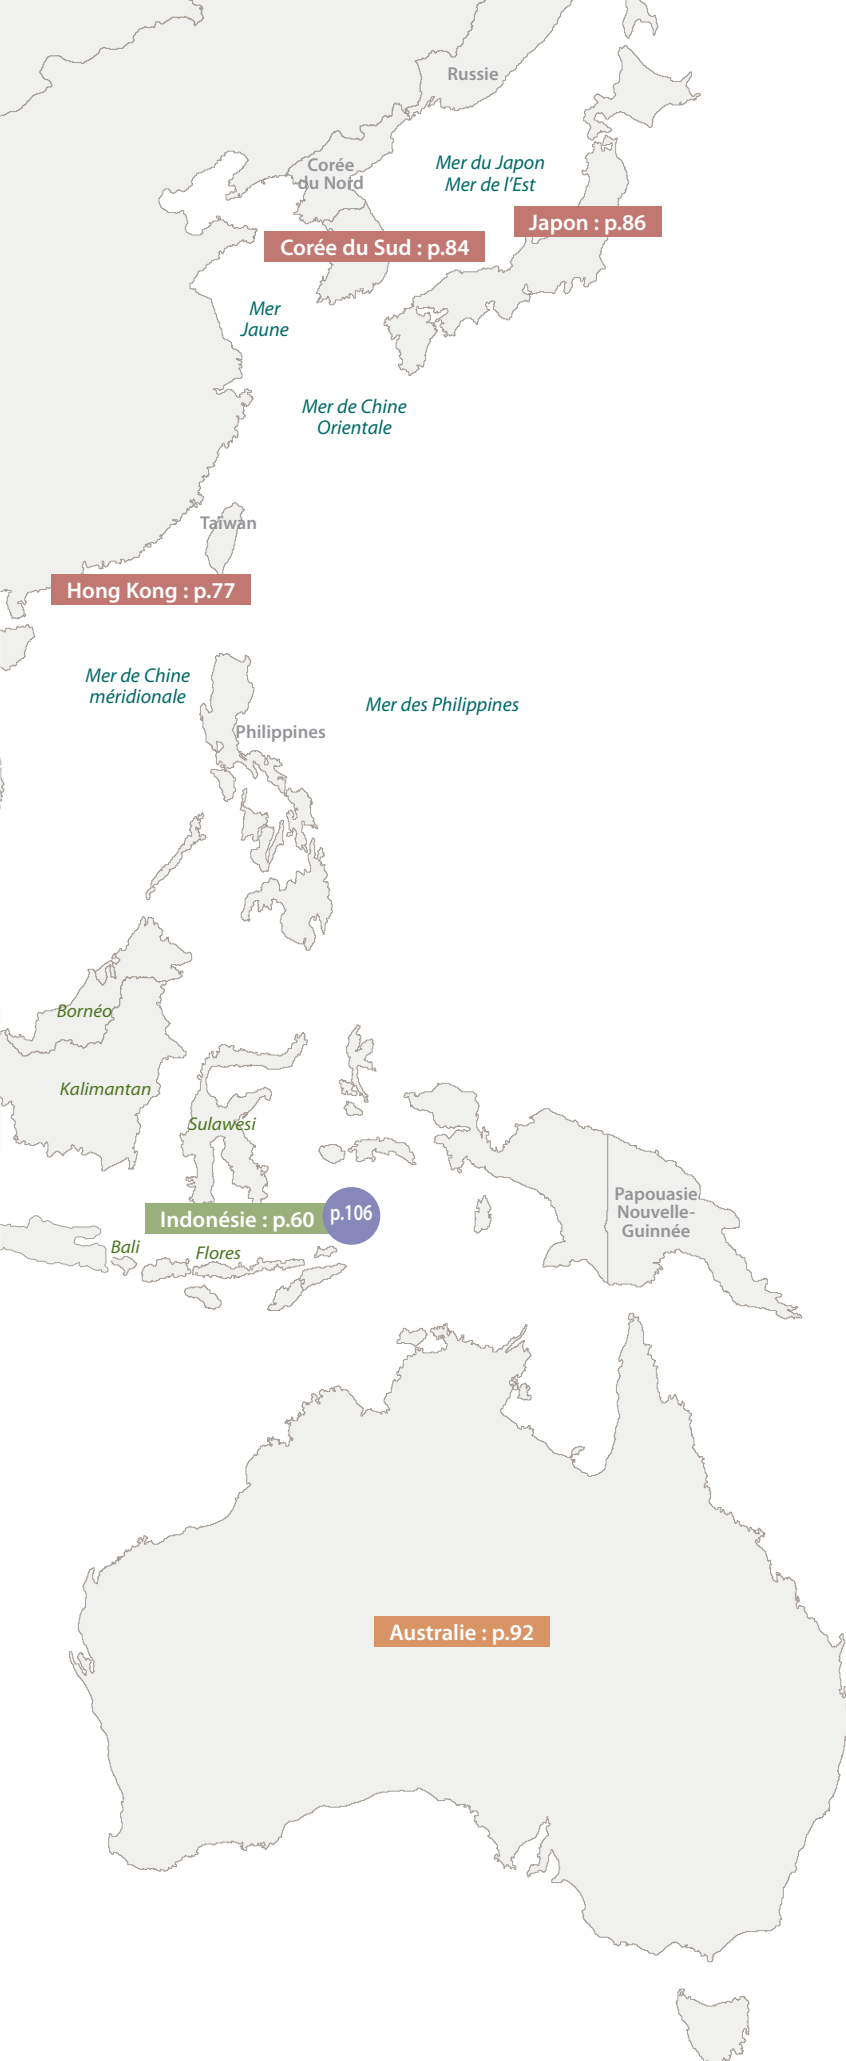 Russie
Corée
du Nord
Mer du Japon
Mer de l’Est
Japon : p.86
Corée du Sud : p.84
Mer
Jaune
Mer de Chine
Orientale
Taïwan
Hong Kong : p.77
Mer de Chine
méridionale
Mer des Philippines
Philippines
Bornéo
Kalimantan
Sulawesi
Papouasie
Nouvelle-
Guinnée
Indonésie : p.60
p.106
Bali
Flores
Australie : p.92